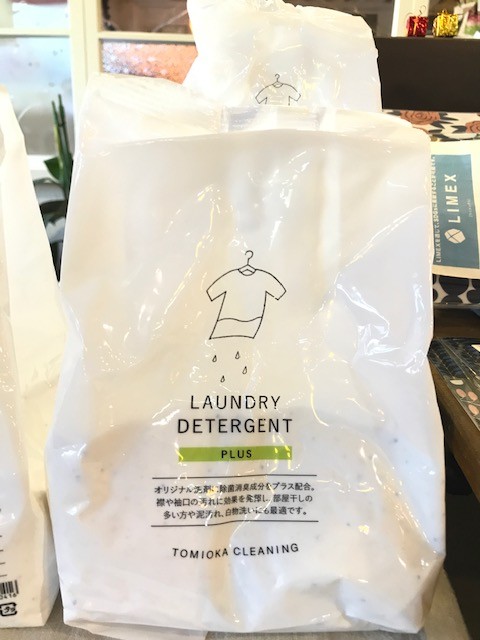 LAUNDRY
DETERGENT
PLUS
オリジナル洗剤に除菌消臭成分をプラス配合。
襟や袖口の汚れに効果を発揮し、部屋干しの
多い方や泥汚れ、白物洗いにも最適です。
TOMIOKA CLEANING
LIMEX